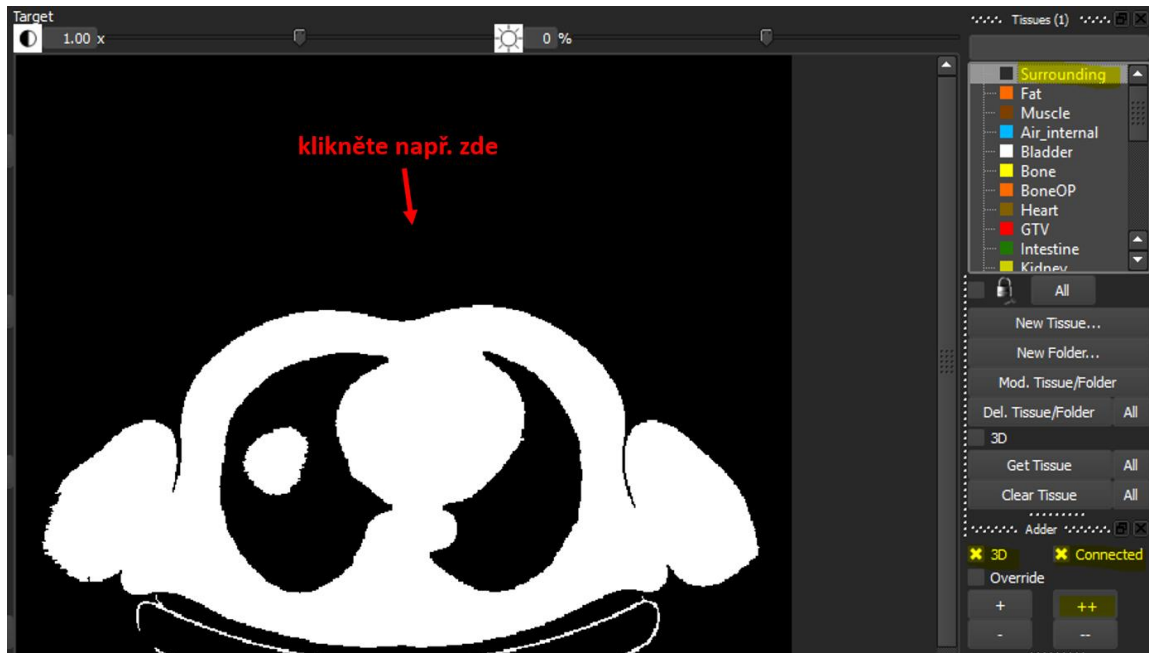 Target
1.00 x
0 %
klikněte např. zde
Tissues (1)
Surrounding
Fat
Muscle
Air_internal
Bladder
Bone
BoneOP
Heart
GTV
Intestine
Kidney
All
New Tissue...
New Folder...
Mod. Tissue/Folder
Del. Tissue/Folder All
3D
Get Tissue All
Clear Tissue All
Adder
3D Connected
Override
+ ++
- --